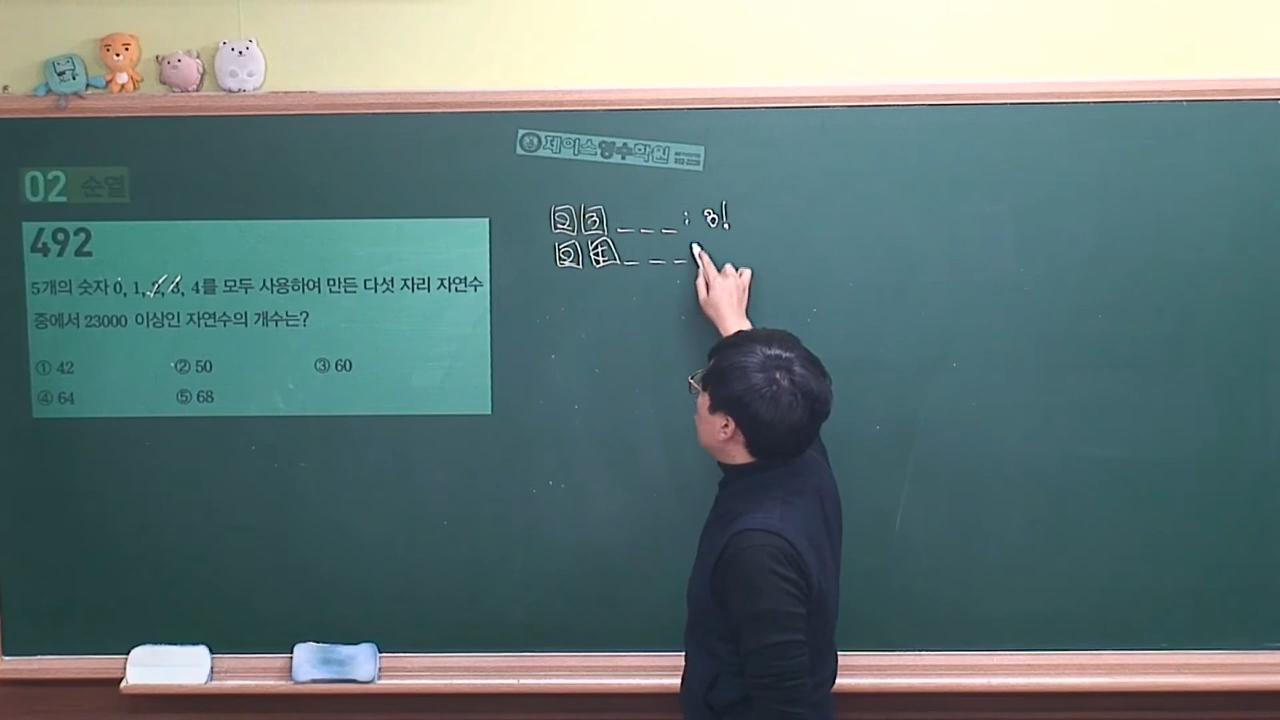 제이스영수학원
02 순열
492
5개의 숫자 0, 1, 2, 3, 4를 모두 사용하여 만든 다섯 자리 자연수
중에서 23000 이상인 자연수의 개수는?
① 42 ② 50 ③ 60
④ 64 ⑤ 68
2 3 _ _ _ : 3!
2 4 _ _ _